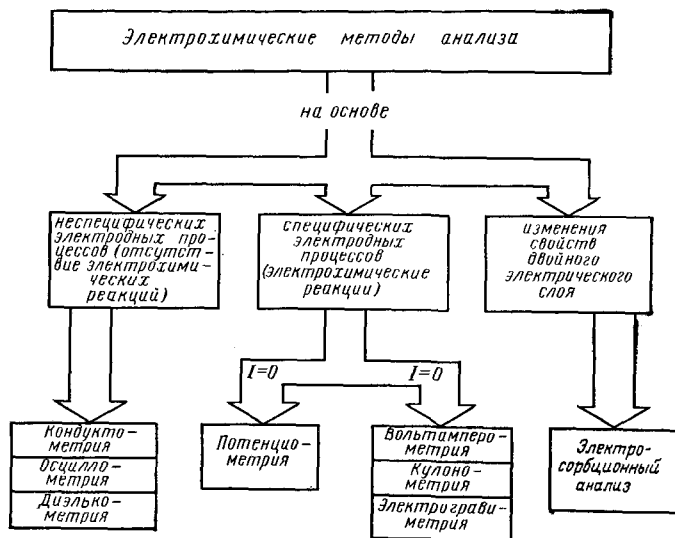 Электрохимические методы анализа
на основе
неспецифических
электродных про-
цессов (отсутст-
вие электрохими-
ческих
реакций)
специфических
электродных
процессов
(электрохимические
реакции)
изменения
свойств
двойного
электрического
слоя
I=0
I=0
Кондукто-
метрия
Осцилло-
метрия
Диэлько-
метрия
Потенцио-
метрия
Вольтамперо-
метрия
Кулоно-
метрия
Электрограви-
метрия
Электро-
сорбционный
анализ